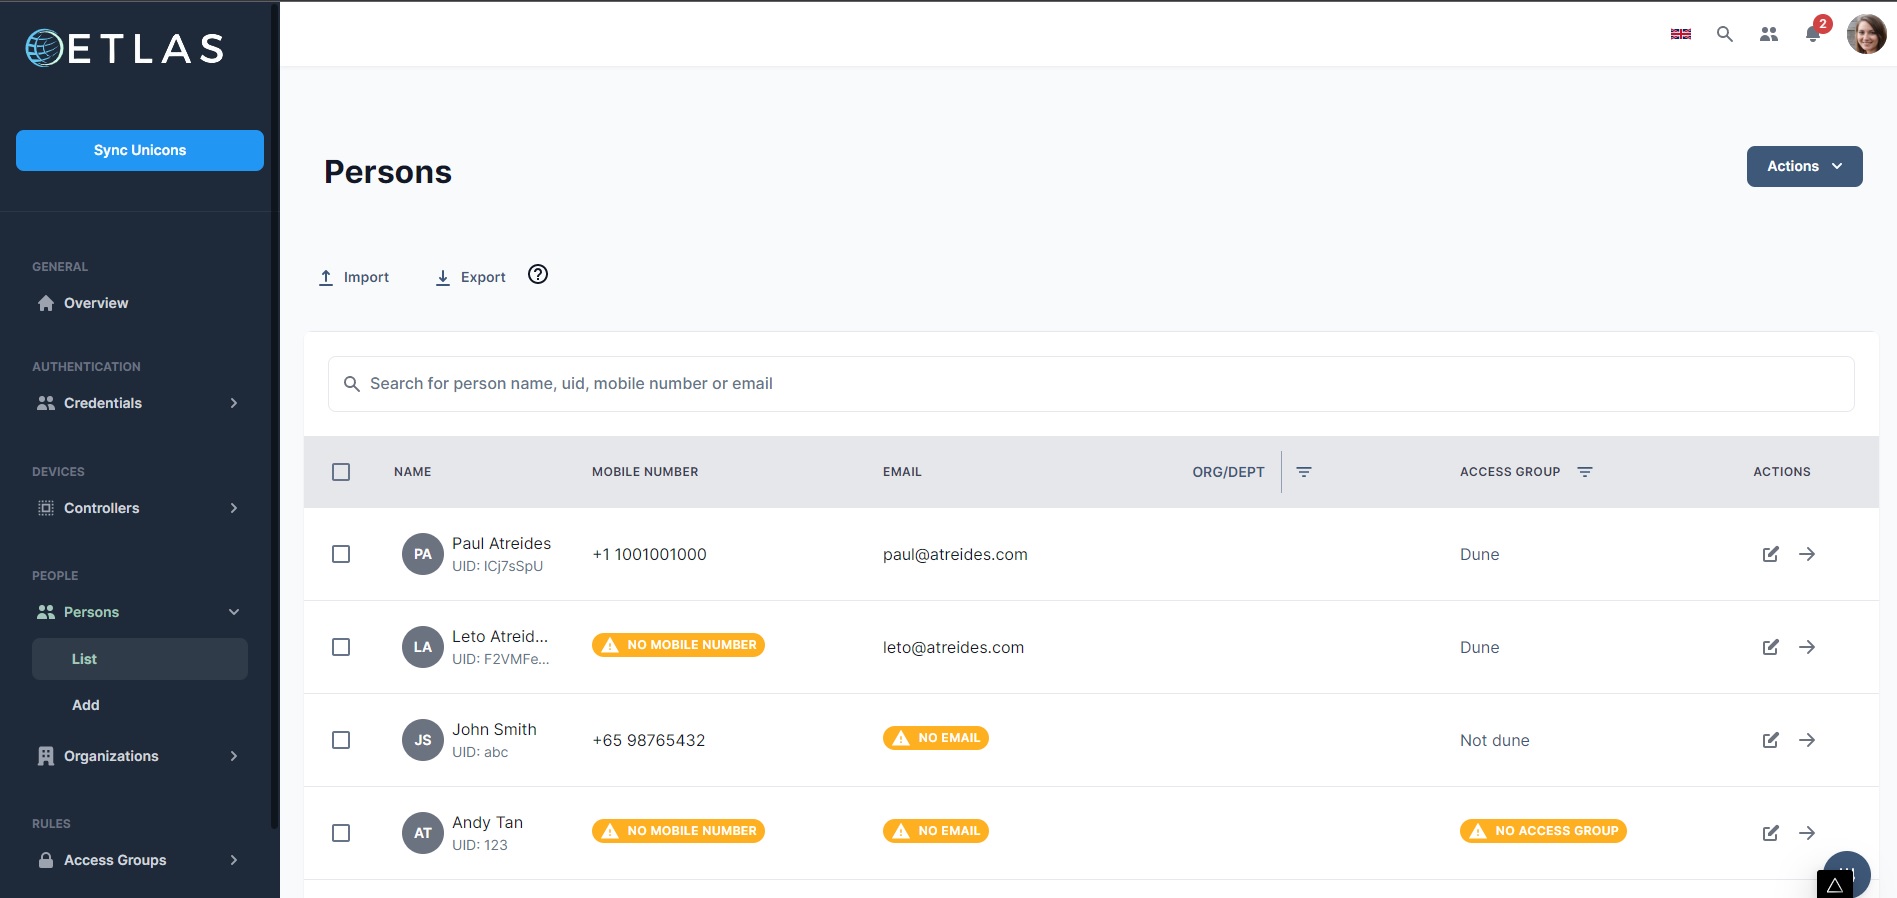 ETLAS
2
Sync Unicons
Persons
Actions
GENERAL
Import
Export
Overview
AUTHENTICATION
Search for person name, uid, mobile number or email
Credentials
DEVICES
NAME MOBILE NUMBER EMAIL ORG/DEPT ACCESS GROUP ACTIONS
Controllers
PA Paul Atreides +1 1001001000 paul@atreides.com Dune
UID: ICj7sSpU
PEOPLE
Persons
LA Leto Atreid... NO MOBILE NUMBER leto@atreides.com Dune
UID: F2VMFe...
List
Add
JS John Smith +65 98765432 NO EMAIL Not dune
UID: abc
Organizations
RULES
AT Andy Tan NO MOBILE NUMBER NO EMAIL NO ACCESS GROUP
UID: 123
Access Groups